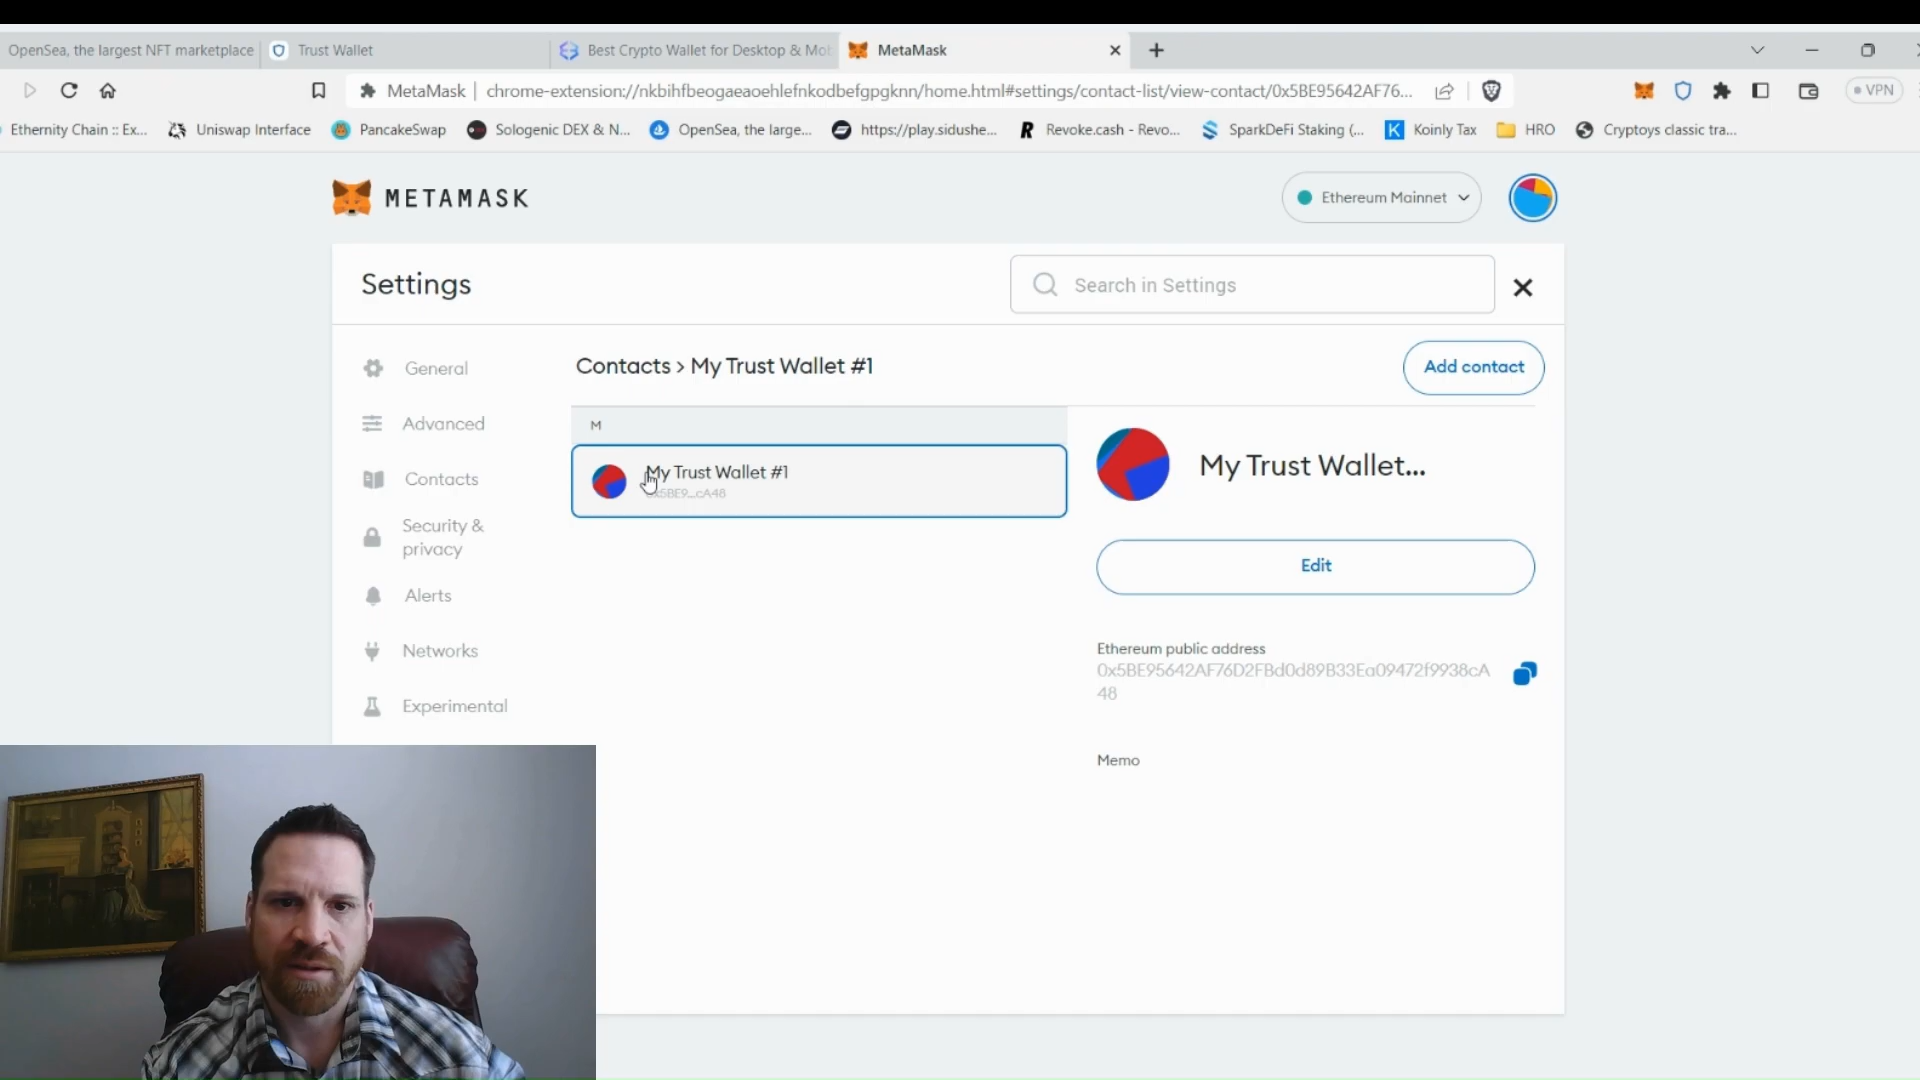 OpenSea, the largest NFT marketplace
Trust Wallet
Best Crypto Wallet for Desktop & Mob
MetaMask
MetaMask | chrome-extension://nkbihfbeogaeaoehlefnkodbefgpgknn/home.html#settings/contact-list/view-contact/0x5BE95642AF76...
VPN
Ethernity Chain :: Ex...
Uniswap Interface
PancakeSwap
Sologenic DEX & N...
OpenSea, the large...
https://play.sidushe...
Revoke.cash - Revo...
SparkDeFi Staking (...
Koinly Tax
HRO
Cryptoys classic tra...
METAMASK
Ethereum Mainnet
Settings
Search in Settings
General
Advanced
Contacts
Security &
privacy
Alerts
Networks
Experimental
Contacts > My Trust Wallet #1
Add contact
M
My Trust Wallet #1
0x5BE9...cA48
My Trust Wallet...
Edit
Ethereum public address
0x5BE95642AF76D2FBd0d89B33Ea09472f9938cA
48
Memo